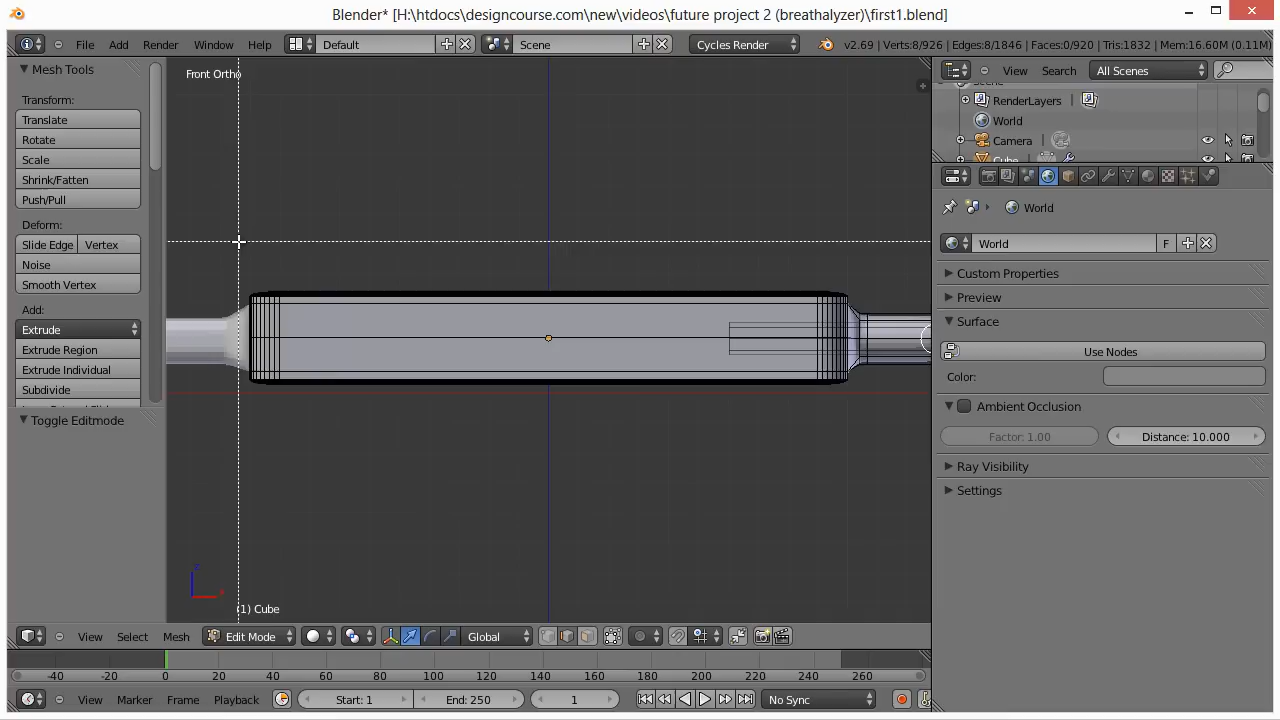 Blender* [H:\htdocs\designcourse.com\new\videos\future project 2 (breathalyzer)\first1.blend]
File Add Render Window Help Default Scene Cycles Render v2.69 | Verts:8/926 | Edges:8/1846 | Faces:0/920 | Tris:1832 | Mem:16.60M (0.11M)
Mesh Tools
Transform:
Translate
Rotate
Scale
Shrink/Fatten
Push/Pull
Deform:
Slide Edge Vertex
Noise
Smooth Vertex
Add:
Extrude
Extrude Region
Extrude Individual
Subdivide
Toggle Editmode
Front Ortho
z
x
(1) Cube
View Select Mesh Edit Mode Global
-40 -20 0 20 40 60 80 100 120 140 160 180 200 220 240 260
View Marker Frame Playback Start: 1 End: 250 1 No Sync
View Search All Scenes
RenderLayers
World
Camera
Cube
World
World F
Custom Properties
Preview
Surface
Use Nodes
Color:
Ambient Occlusion
Factor: 1.00 Distance: 10.000
Ray Visibility
Settings